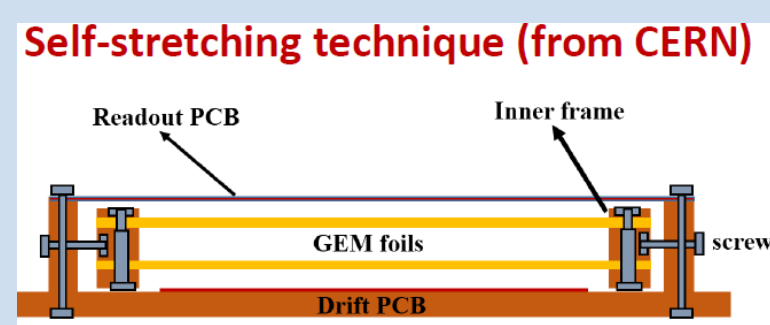 Self-stretching technique (from CERN)
Readout PCB
Inner frame
GEM foils
screw
Drift PCB